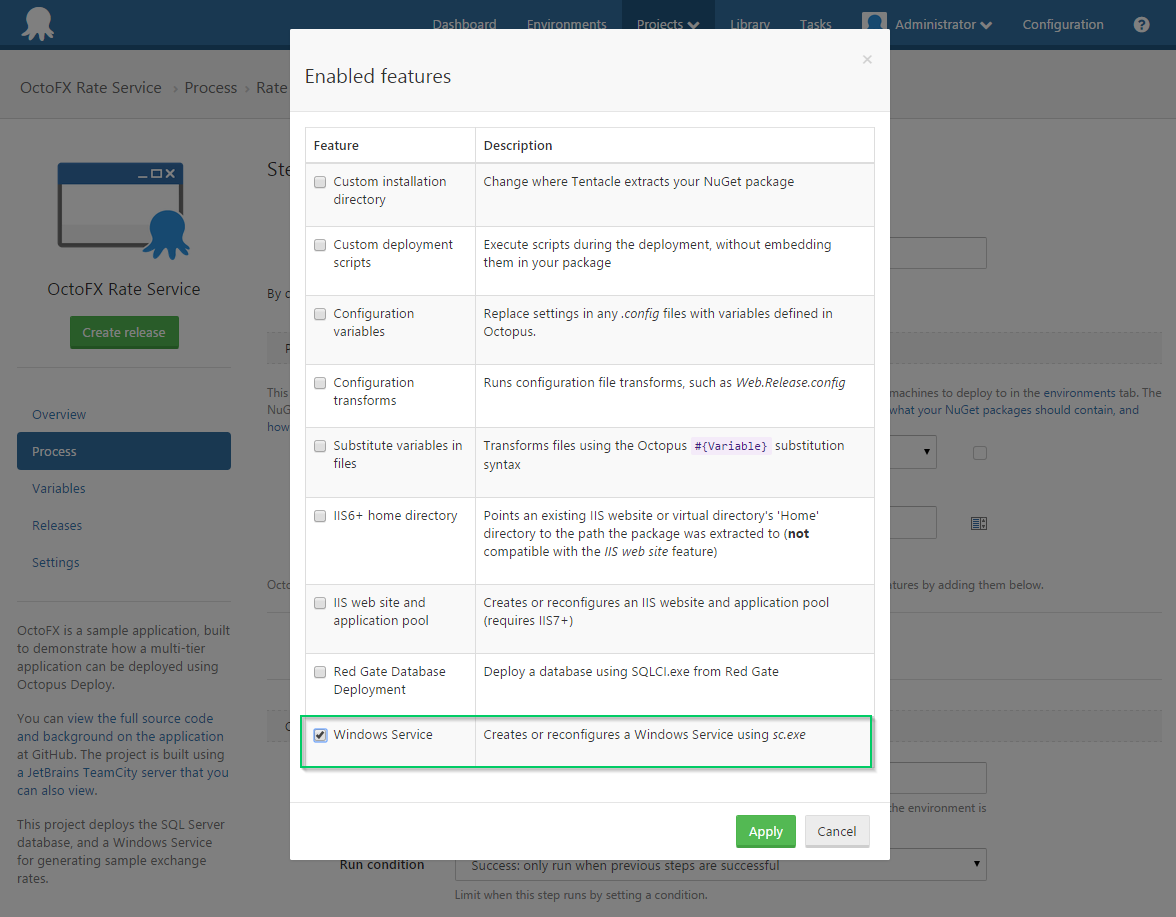 Dashboard Environments Projects Library Tasks Administrator Configuration ?
OctoFX Rate Service › Process › Rate
OctoFX Rate Service
Create release
Overview
Process
Variables
Releases
Settings
OctoFX is a sample application, built
to demonstrate how a multi-tier
application can be deployed using
Octopus Deploy.
You can view the full source code
and background on the application
at GitHub. The project is built using
a JetBrains TeamCity server that you
can also view.
This project deploys the SQL Server
database, and a Windows Service
for generating sample exchange
rates.
Enabled features
×
Feature Description
Custom installation
directory
Change where Tentacle extracts your NuGet package
Custom deployment
scripts
Execute scripts during the deployment, without embedding
them in your package
Configuration
variables
Replace settings in any .config files with variables defined in
Octopus.
Configuration
transforms
Runs configuration file transforms, such as Web.Release.config
Substitute variables in
files
Transforms files using the Octopus #{Variable} substitution
syntax
IIS6+ home directory
Points an existing IIS website or virtual directory's 'Home'
directory to the path the package was extracted to (not
compatible with the IIS web site feature)
IIS web site and
application pool
Creates or reconfigures an IIS website and application pool
(requires IIS7+)
Red Gate Database
Deployment
Deploy a database using SQLCI.exe from Red Gate
Windows Service
Creates or reconfigures a Windows Service using sc.exe
Apply Cancel
Ste
By
This
machines to deploy to in the environments tab. The
NuG
what your NuGet packages should contain, and
how
Octo
atures by adding them below.
the environment is
Run condition
Success: only run when previous steps are successful
Limit when this step runs by setting a condition.